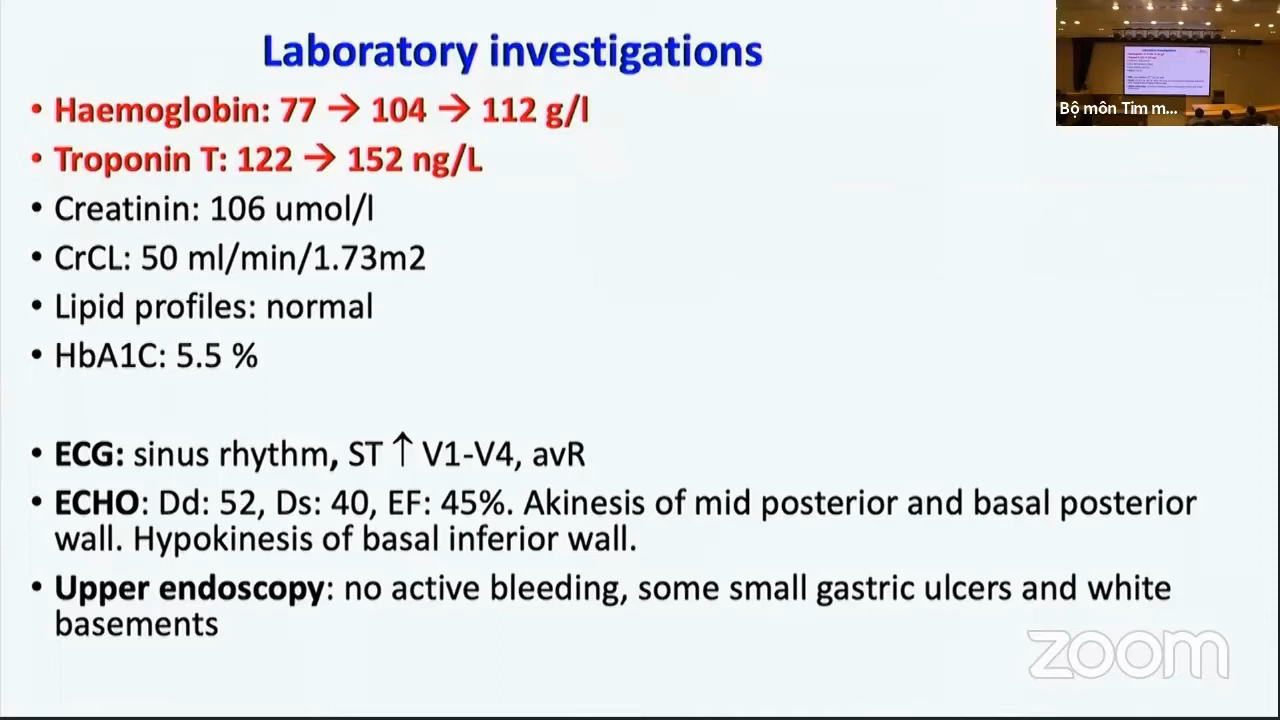 Laboratory investigations
• Haemoglobin: 77 → 104 → 112 g/l
• Troponin T: 122 → 152 ng/L
• Creatinin: 106 umol/l
• CrCL: 50 ml/min/1.73m2
• Lipid profiles: normal
• HbA1C: 5.5 %
• ECG: sinus rhythm, ST ↑ V1-V4, avR
• ECHO: Dd: 52, Ds: 40, EF: 45%. Akinesis of mid posterior and basal posterior
wall. Hypokinesis of basal inferior wall.
• Upper endoscopy: no active bleeding, some small gastric ulcers and white
basements
Bộ môn Tim m...
zoom